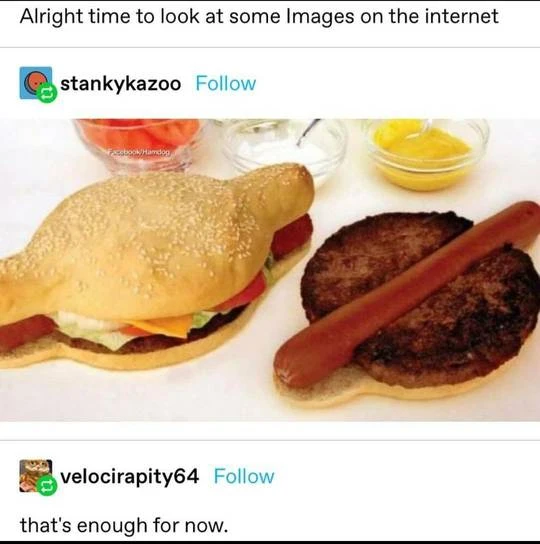 Alright time to look at some Images on the internet
stankykazoo Follow
Facebook/Hamdog
velocirapity64 Follow
that's enough for now.